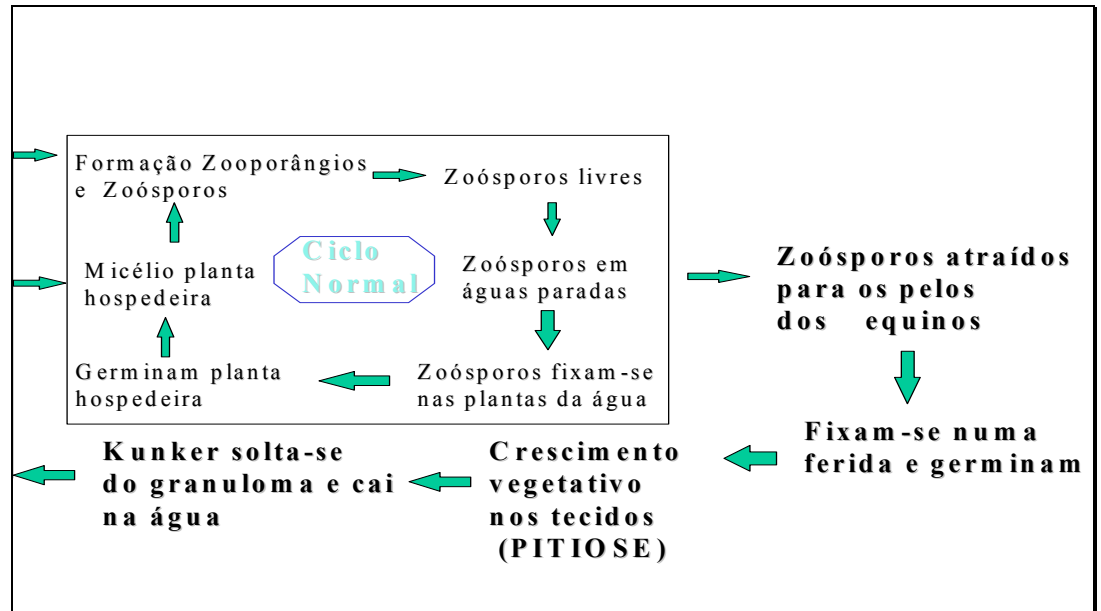 Formação Zooporângios
e Zoósporos
Zoósporos livres
Ciclo
Normal
Micélio planta
hospedeira
Zoósporos em
águas paradas
Germinam planta
hospedeira
Zoósporos fixam-se
nas plantas da água
Zoósporos atraídos
para os pelos
dos equinos
Fixam-se numa
ferida e germinam
Crescimento
vegetativo
nos tecidos
(PITIOSE)
Kunker solta-se
do granuloma e cai
na água